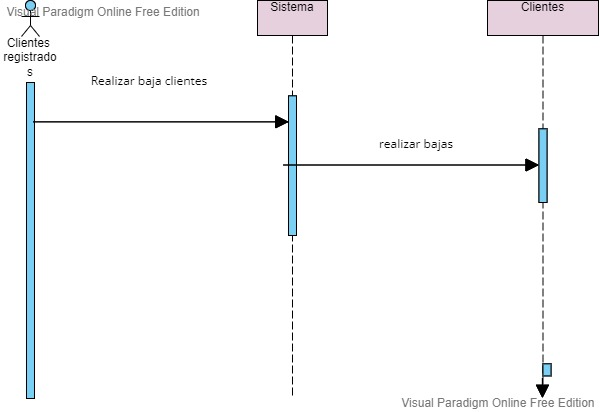 Visual Paradigm Online Free Edition
Sistema
Clientes
Clientes
registrado
s
Realizar baja clientes
realizar bajas
Visual Paradigm Online Free Edition